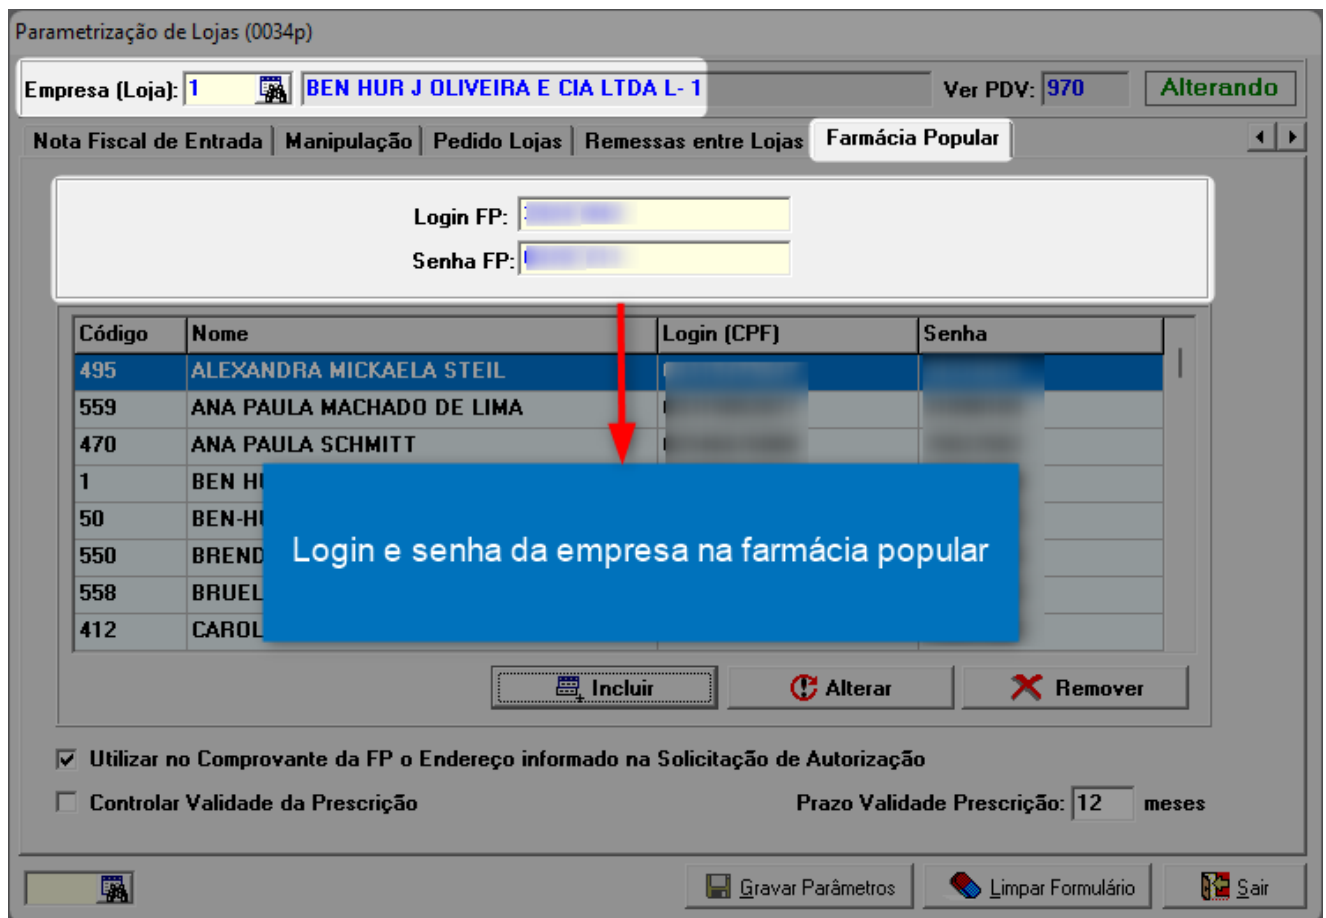 Parametrização de Lojas (0034p)
Empresa (Loja): 1 BEN HUR J OLIVEIRA E CIA LTDA L- 1 Ver PDV: 970 Alterando
Nota Fiscal de Entrada Manipulação Pedido Lojas Remessas entre Lojas Farmácia Popular
Login FP:
Senha FP:
Código Nome Login (CPF) Senha
495 ALEXANDRA MICKAELA STEIL
559 ANA PAULA MACHADO DE LIMA
470 ANA PAULA SCHMITT
1 BEN
50
550
558
412
Login e senha da empresa na farmácia popular
Incluir Alterar Remover
Utilizar no Comprovante da FP o Endereço informado na Solicitação de Autorização
Controlar Validade da Prescrição Prazo Validade Prescrição: 12 meses
Gravar Parâmetros Limpar Formulário Sair